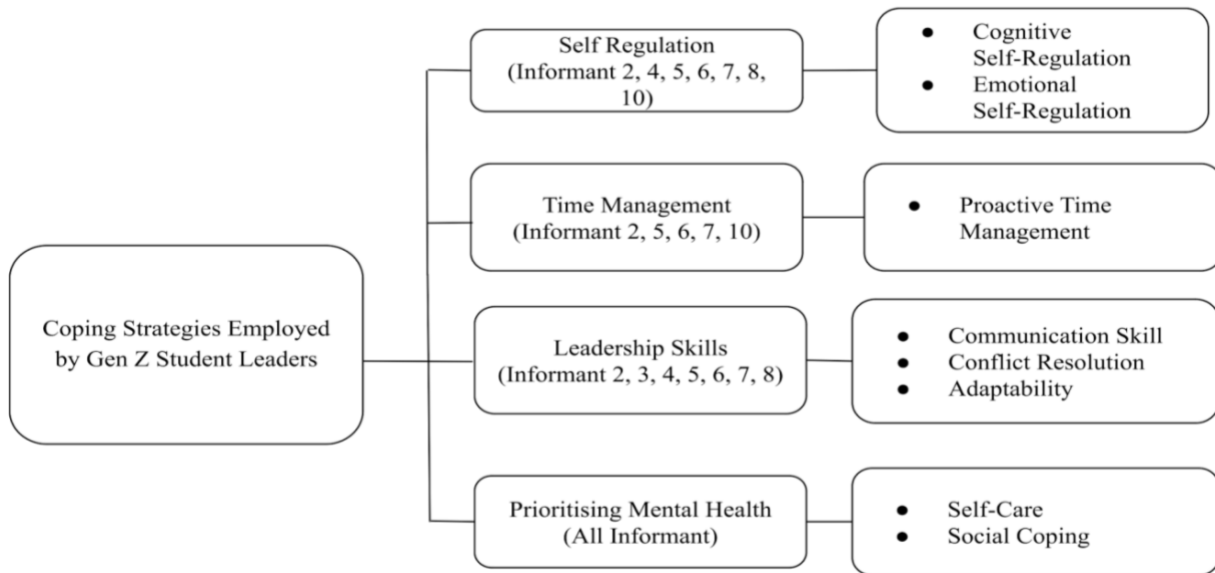 Self Regulation
(Informant 2, 4, 5, 6, 7, 8,
10)
● Cognitive
Self-Regulation
● Emotional
Self-Regulation
Time Management
(Informant 2, 5, 6, 7, 10)
● Proactive Time
Management
Coping Strategies Employed
by Gen Z Student Leaders
Leadership Skills
(Informant 2, 3, 4, 5, 6, 7, 8)
● Communication Skill
● Conflict Resolution
● Adaptability
Prioritising Mental Health
(All Informant)
● Self-Care
● Social Coping